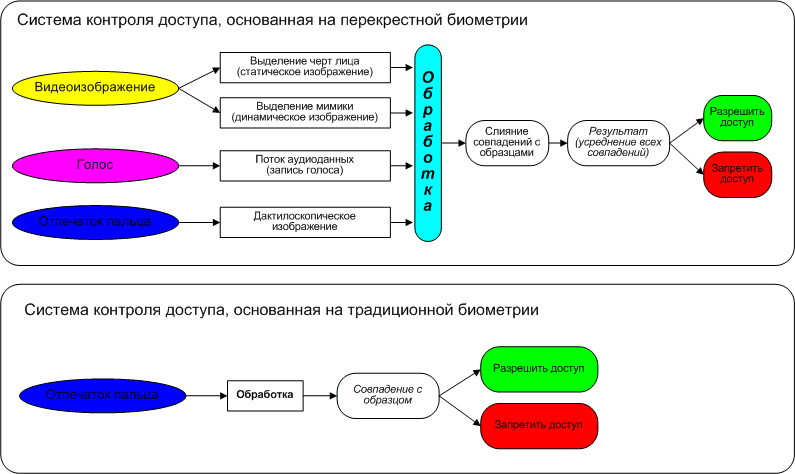 Система контроля доступа, основанная на перекрестной биометрии
Видеоизображение
Выделение черт лица
(статическое изображение)
Выделение мимики
(динамическое изображение)
Голос
Поток аудиоданных
(запись голоса)
Отпечаток пальца
Дактилоскопическое
изображение
Обработка
Слияние
совпадений с
образцами
Результат
(усреднение всех
совпадений)
Разрешить
доступ
Запретить
доступ
Система контроля доступа, основанная на традиционной биометрии
Отпечаток пальца
Обработка
Совпадение с
образцом
Разрешить доступ
Запретить доступ